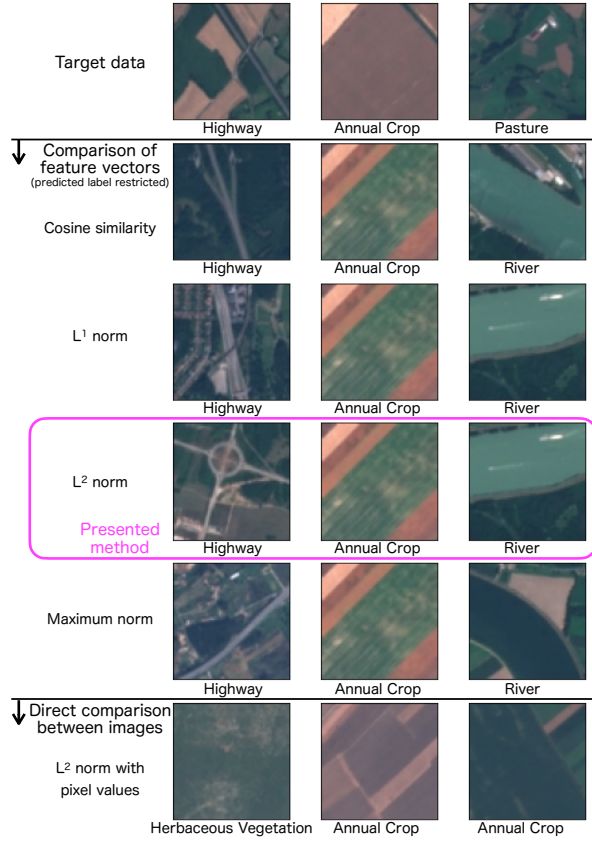 Target data
Highway Annual Crop Pasture
Comparison of
feature vectors
(predicted label restricted)
Cosine similarity
Highway Annual Crop River
L¹ norm
Highway Annual Crop River
L² norm
Presented
method
Highway Annual Crop River
Maximum norm
Highway Annual Crop River
Direct comparison
between images
L² norm with
pixel values
Herbaceous Vegetation Annual Crop Annual Crop